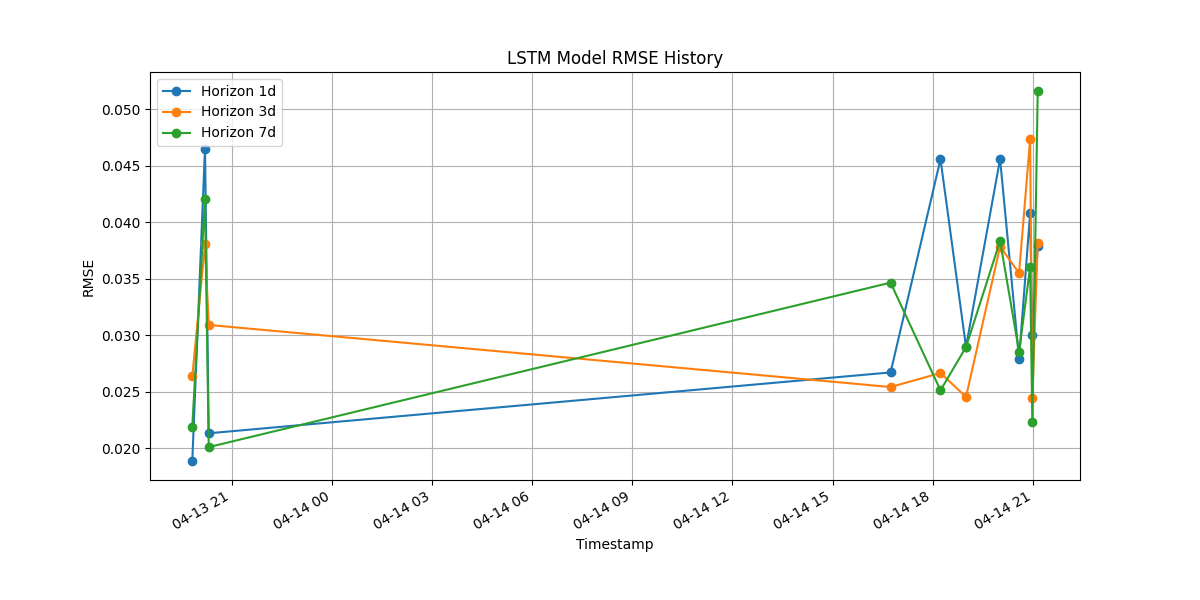 LSTM Model RMSE History
Horizon 1d
Horizon 3d
Horizon 7d
RMSE
0.050
0.045
0.040
0.035
0.030
0.025
0.020
04-13 21
04-14 00
04-14 03
04-14 06
04-14 09
04-14 12
04-14 15
04-14 18
04-14 21
Timestamp